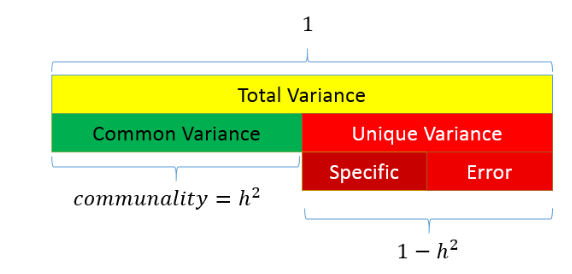 1
Total Variance
Common Variance Unique Variance
Specific Error
communality = h²
1 − h²